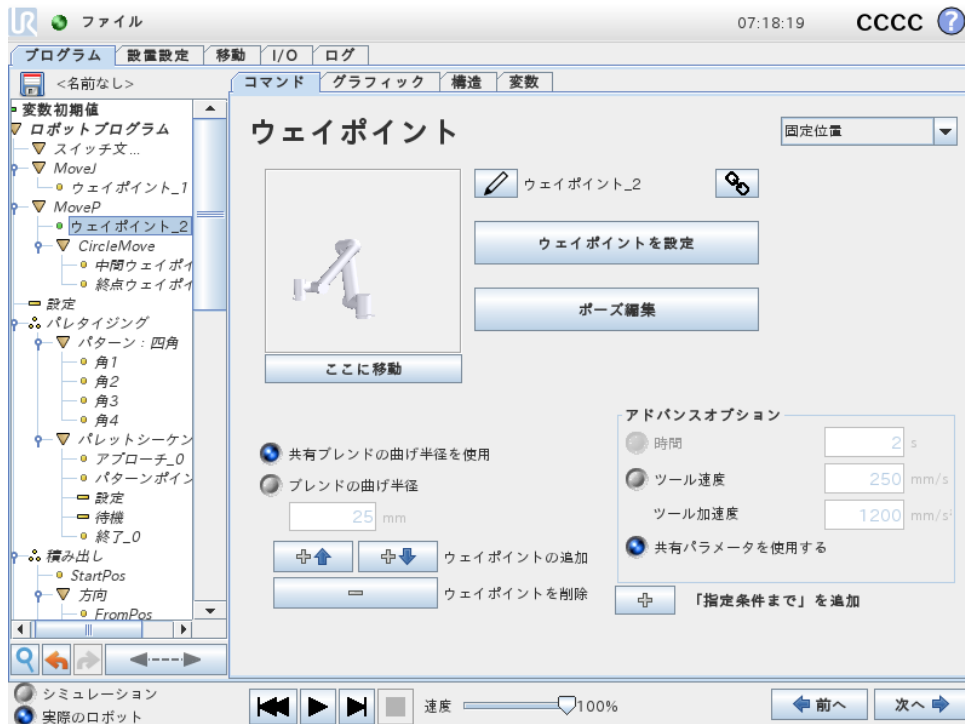 UR ファイル 07:18:19 CCCC ?
プログラム 設置設定 移動 I/O ログ
<名前なし>
コマンド グラフィック 構造 変数
変数初期値
ロボットプログラム
スイッチ文...
MoveJ
ウェイポイント_1
MoveP
ウェイポイント_2
CircleMove
中間ウェイポイ
終点ウェイポイ
設定
パレタイジング
パターン:四角
角1
角2
角3
角4
パレットシーケン
アプローチ_0
パターンポイン
設定
待機
終了_0
積み出し
StartPos
方向
FromPos
ウェイポイント
固定位置
ウェイポイント_2
ウェイポイントを設定
ポーズ編集
ここに移動
共有ブレンドの曲げ半径を使用
ブレンドの曲げ半径
25 mm
ウェイポイントの追加
ウェイポイントを削除
アドバンスオプション
時間 2 s
ツール速度 250 mm/s
ツール加速度 1200 mm/s²
共有パラメータを使用する
「指定条件まで」を追加
シミュレーション
実際のロボット
速度 100%
前へ 次へ